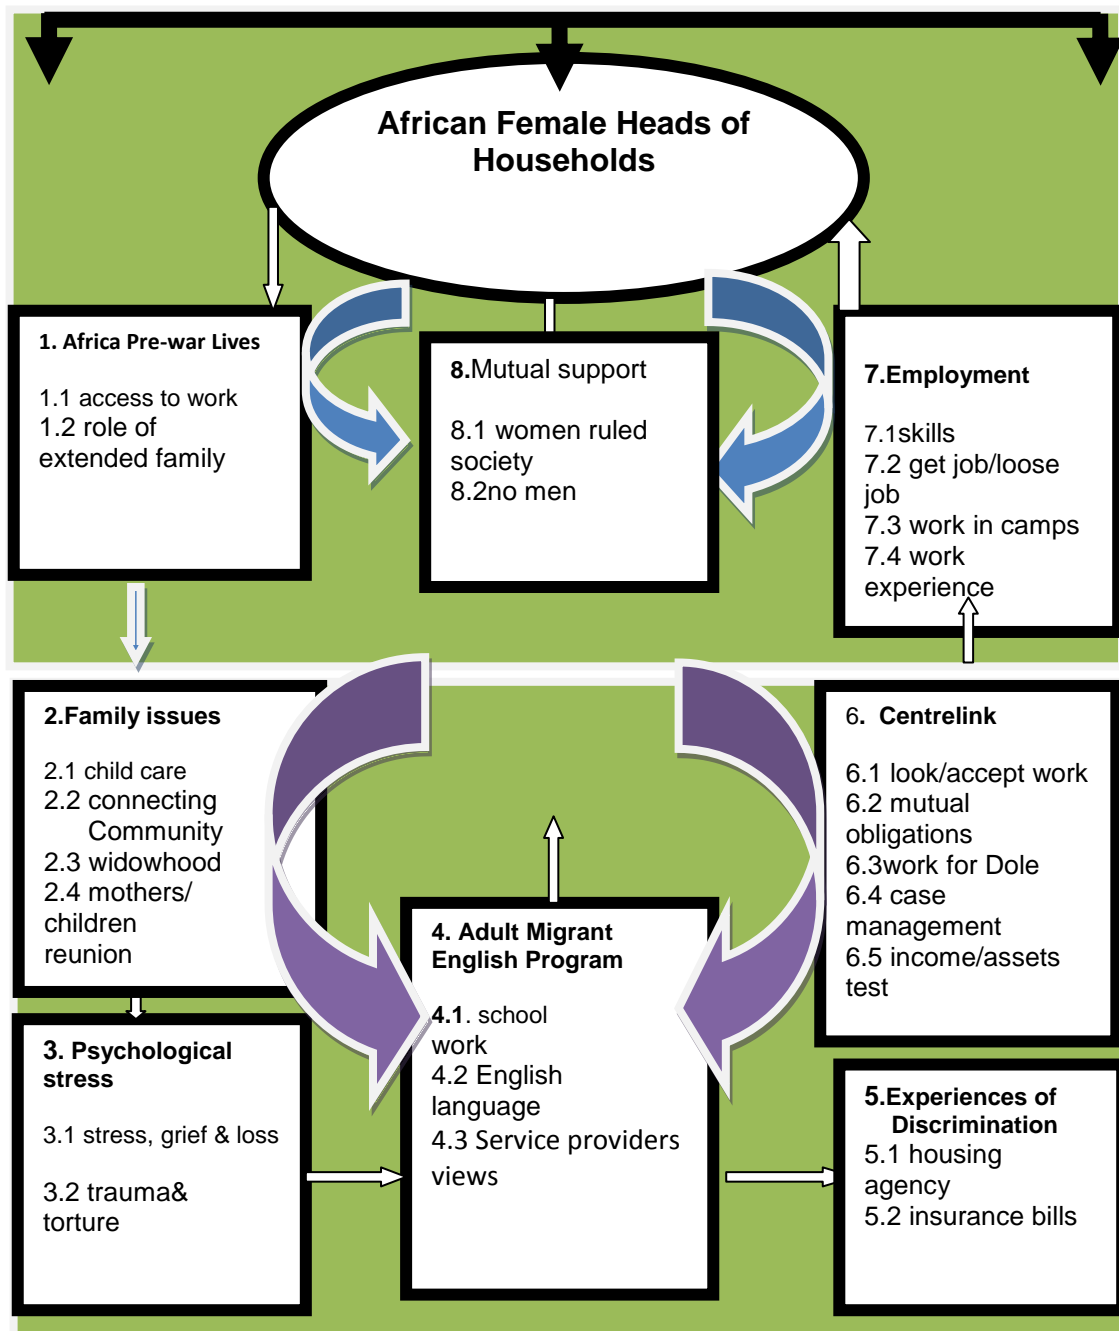 African Female Heads of
Households
1. Africa Pre-war Lives
1.1 access to work
1.2 role of
extended family
8.Mutual support
8.1 women ruled
society
8.2no men
7.Employment
7.1skills
7.2 get job/loose
job
7.3 work in camps
7.4 work
experience
2.Family issues
2.1 child care
2.2 connecting
Community
2.3 widowhood
2.4 mothers/
children
reunion
6. Centrelink
6.1 look/accept work
6.2 mutual
obligations
6.3work for Dole
6.4 case
management
6.5 income/assets
test
3. Psychological
stress
3.1 stress, grief & loss
3.2 trauma&
torture
4. Adult Migrant
English Program
4.1. school
work
4.2 English
language
4.3 Service providers
views
5.Experiences of
Discrimination
5.1 housing
agency
5.2 insurance bills